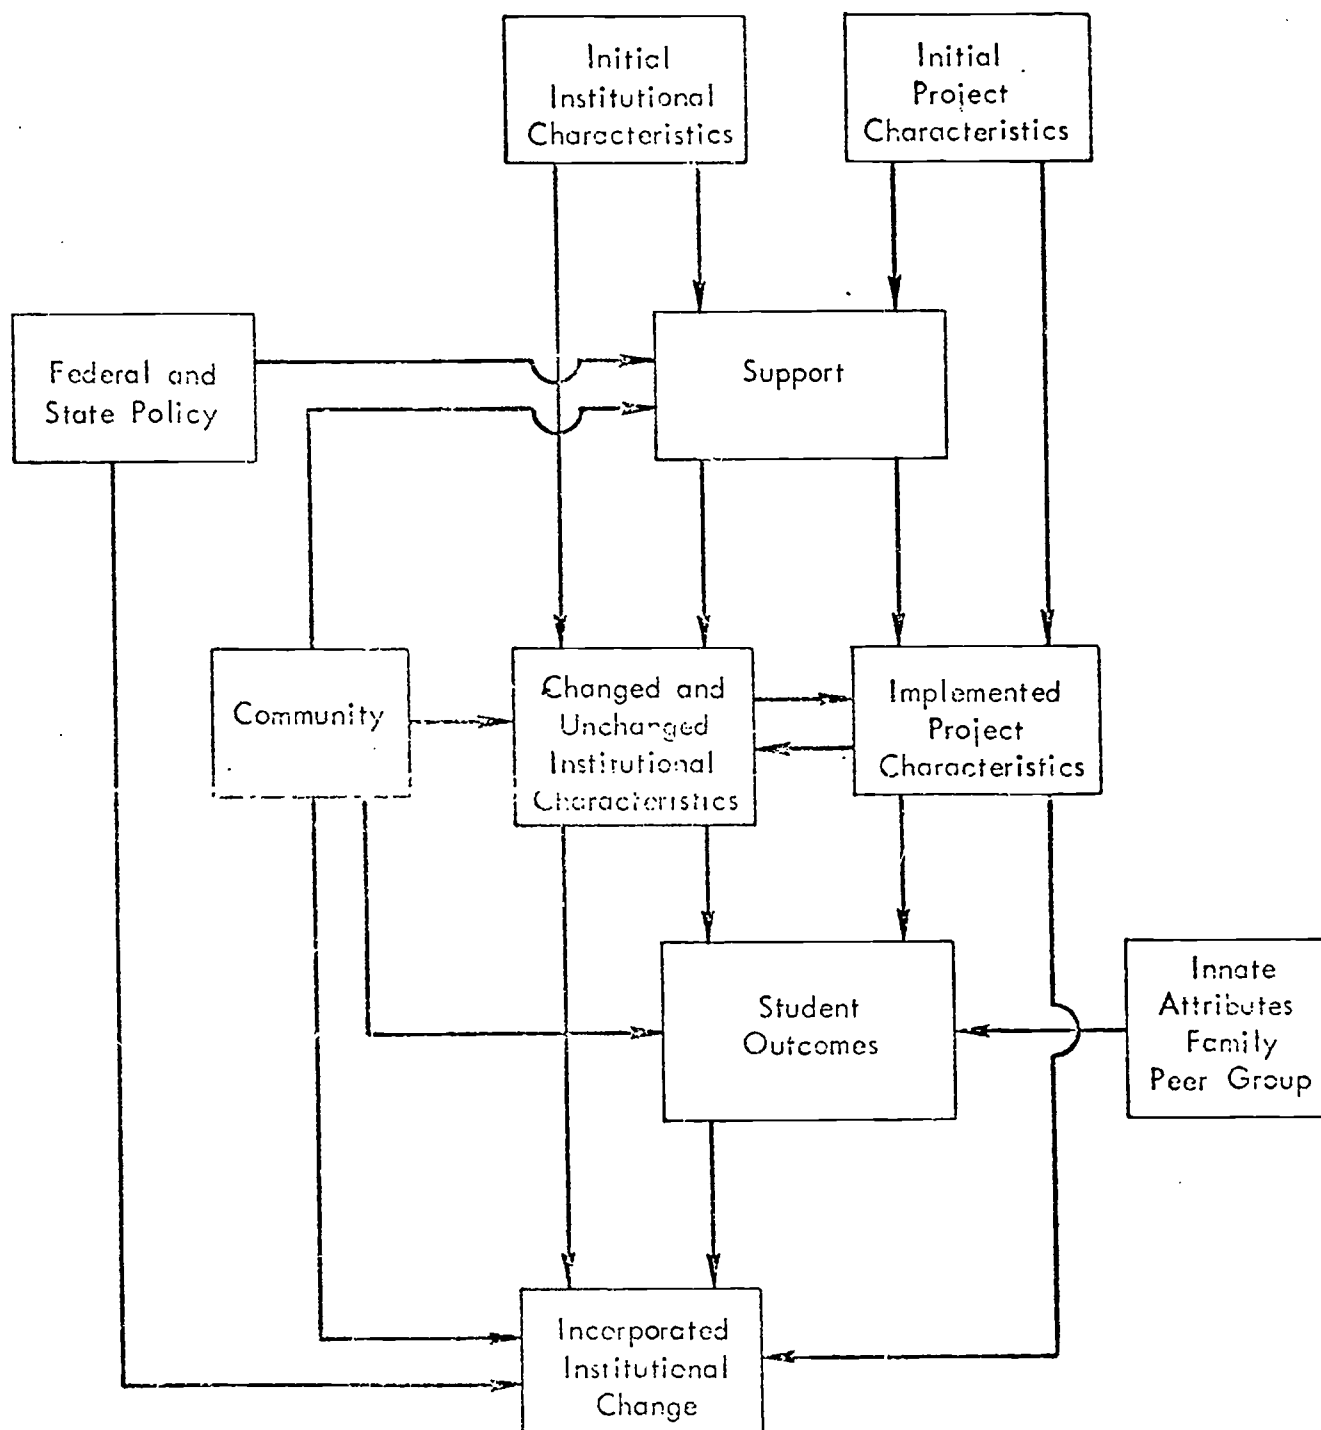 Initial
Institutional
Characteristics
Initial
Project
Characteristics
Federal and
State Policy
Support
Community
Changed and
Unchanged
Institutional
Characteristics
Implemented
Project
Characteristics
Student
Outcomes
Innate
Attributes
Family
Peer Group
Incorporated
Institutional
Change